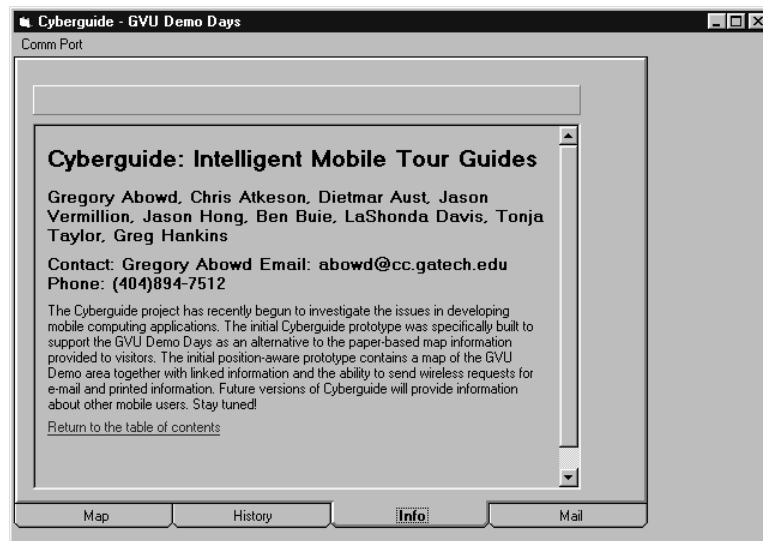 Cyberguide - GVU Demo Days
Comm Port
Cyberguide: Intelligent Mobile Tour Guides
Gregory Abowd, Chris Atkeson, Dietmar Aust, Jason
Vermillion, Jason Hong, Ben Buie, LaShonda Davis, Tonja
Taylor, Greg Hankins
Contact: Gregory Abowd Email: abowd@cc.gatech.edu
Phone: (404)894-7512
The Cyberguide project has recently begun to investigate the issues in developing
mobile computing applications. The initial Cyberguide prototype was specifically built to
support the GVU Demo Days as an alternative to the paper-based map information
provided to visitors. The initial position-aware prototype contains a map of the GVU
Demo area together with linked information and the ability to send wireless requests for
e-mail and printed information. Future versions of Cyberguide will provide information
about other mobile users. Stay tuned!
Return to the table of contents
Map History Info Mail